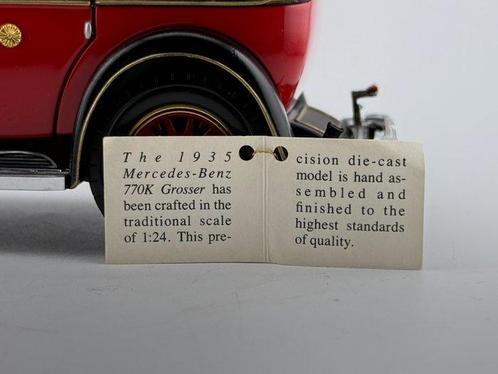 The 1935
Mercedes-Benz
770K Grosser has
been crafted in the
traditional scale
of 1:24. This pre-
cision die-cast
model is hand as-
sembled and
finished to the
highest standards
of quality.